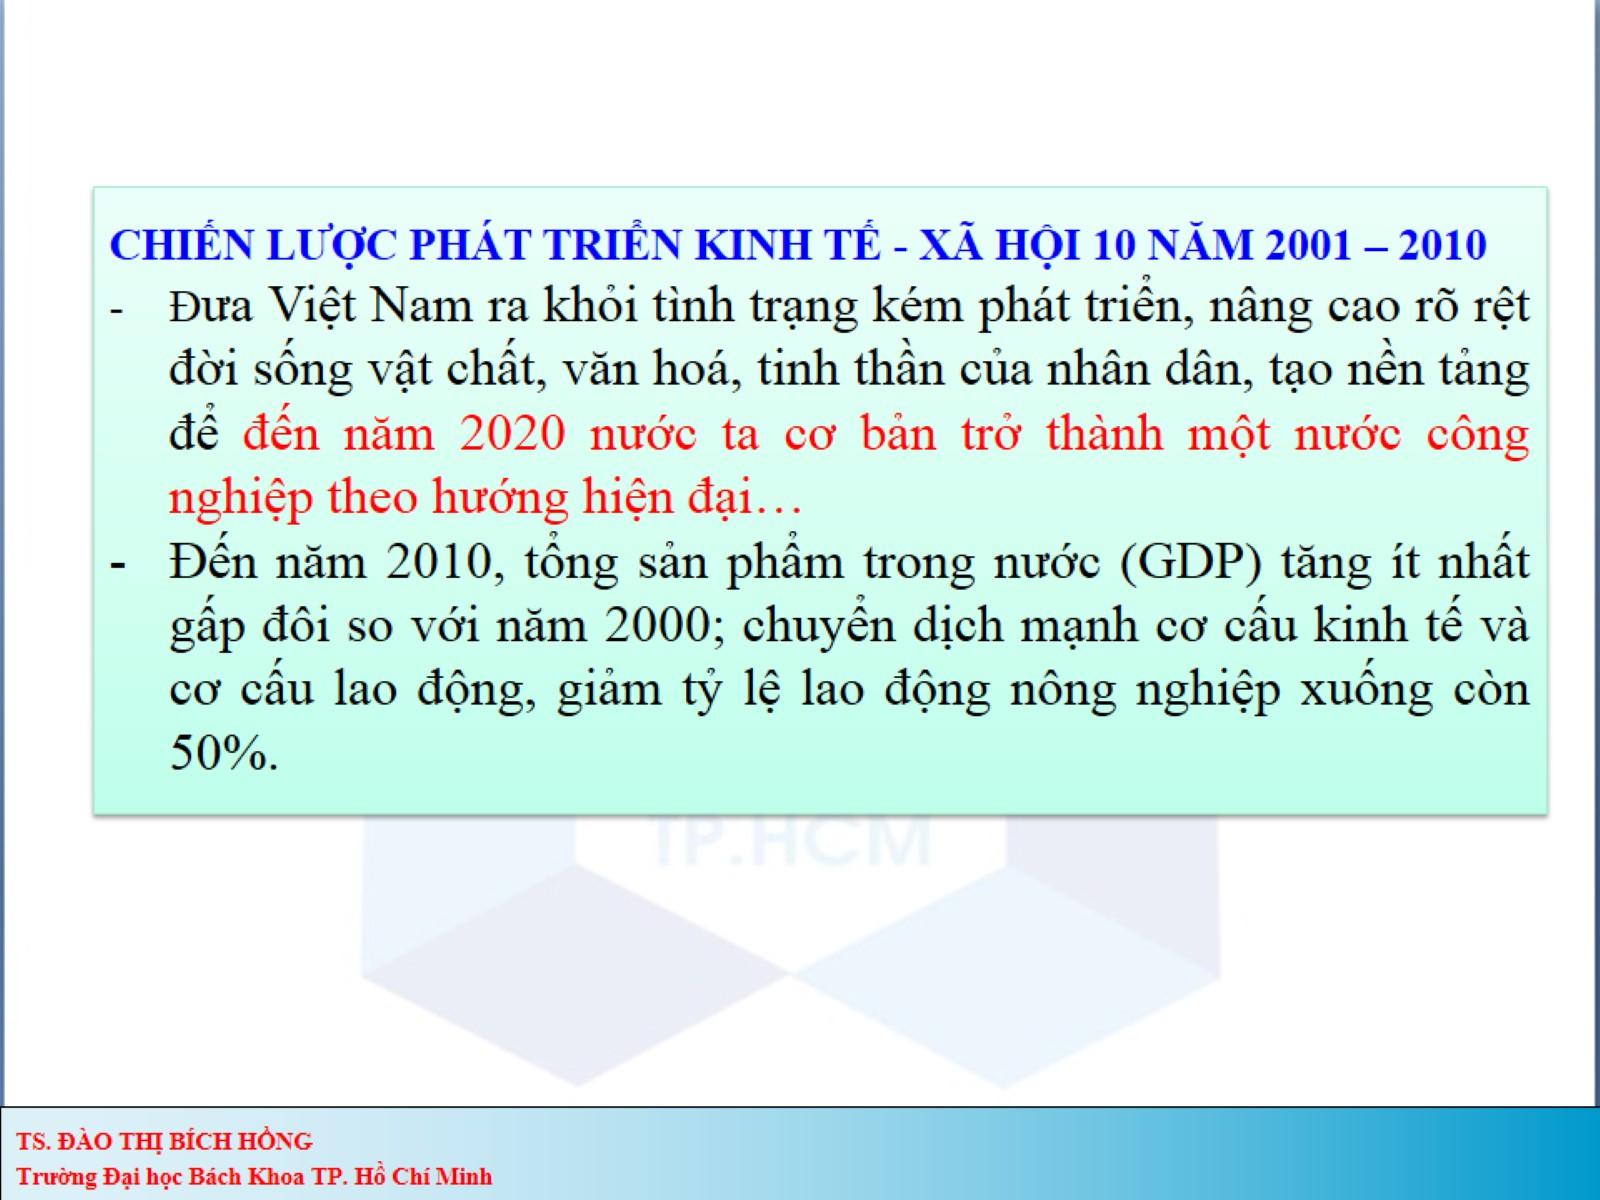 CHIẾN LƯỢC PHÁT TRIỂN KINH TẾ - XÃ HỘI 10 NĂM 2001 – 2010
- Đưa Việt Nam ra khỏi tình trạng kém phát triển, nâng cao rõ rệt
đời sống vật chất, văn hoá, tinh thần của nhân dân, tạo nền tảng
để đến năm 2020 nước ta cơ bản trở thành một nước công
nghiệp theo hướng hiện đại…
- Đến năm 2010, tổng sản phẩm trong nước (GDP) tăng ít nhất
gấp đôi so với năm 2000; chuyển dịch mạnh cơ cấu kinh tế và
cơ cấu lao động, giảm tỷ lệ lao động nông nghiệp xuống còn
50%.
TP.HCM
TS. ĐÀO THỊ BÍCH HỒNG
Trường Đại học Bách Khoa TP. Hồ Chí Minh